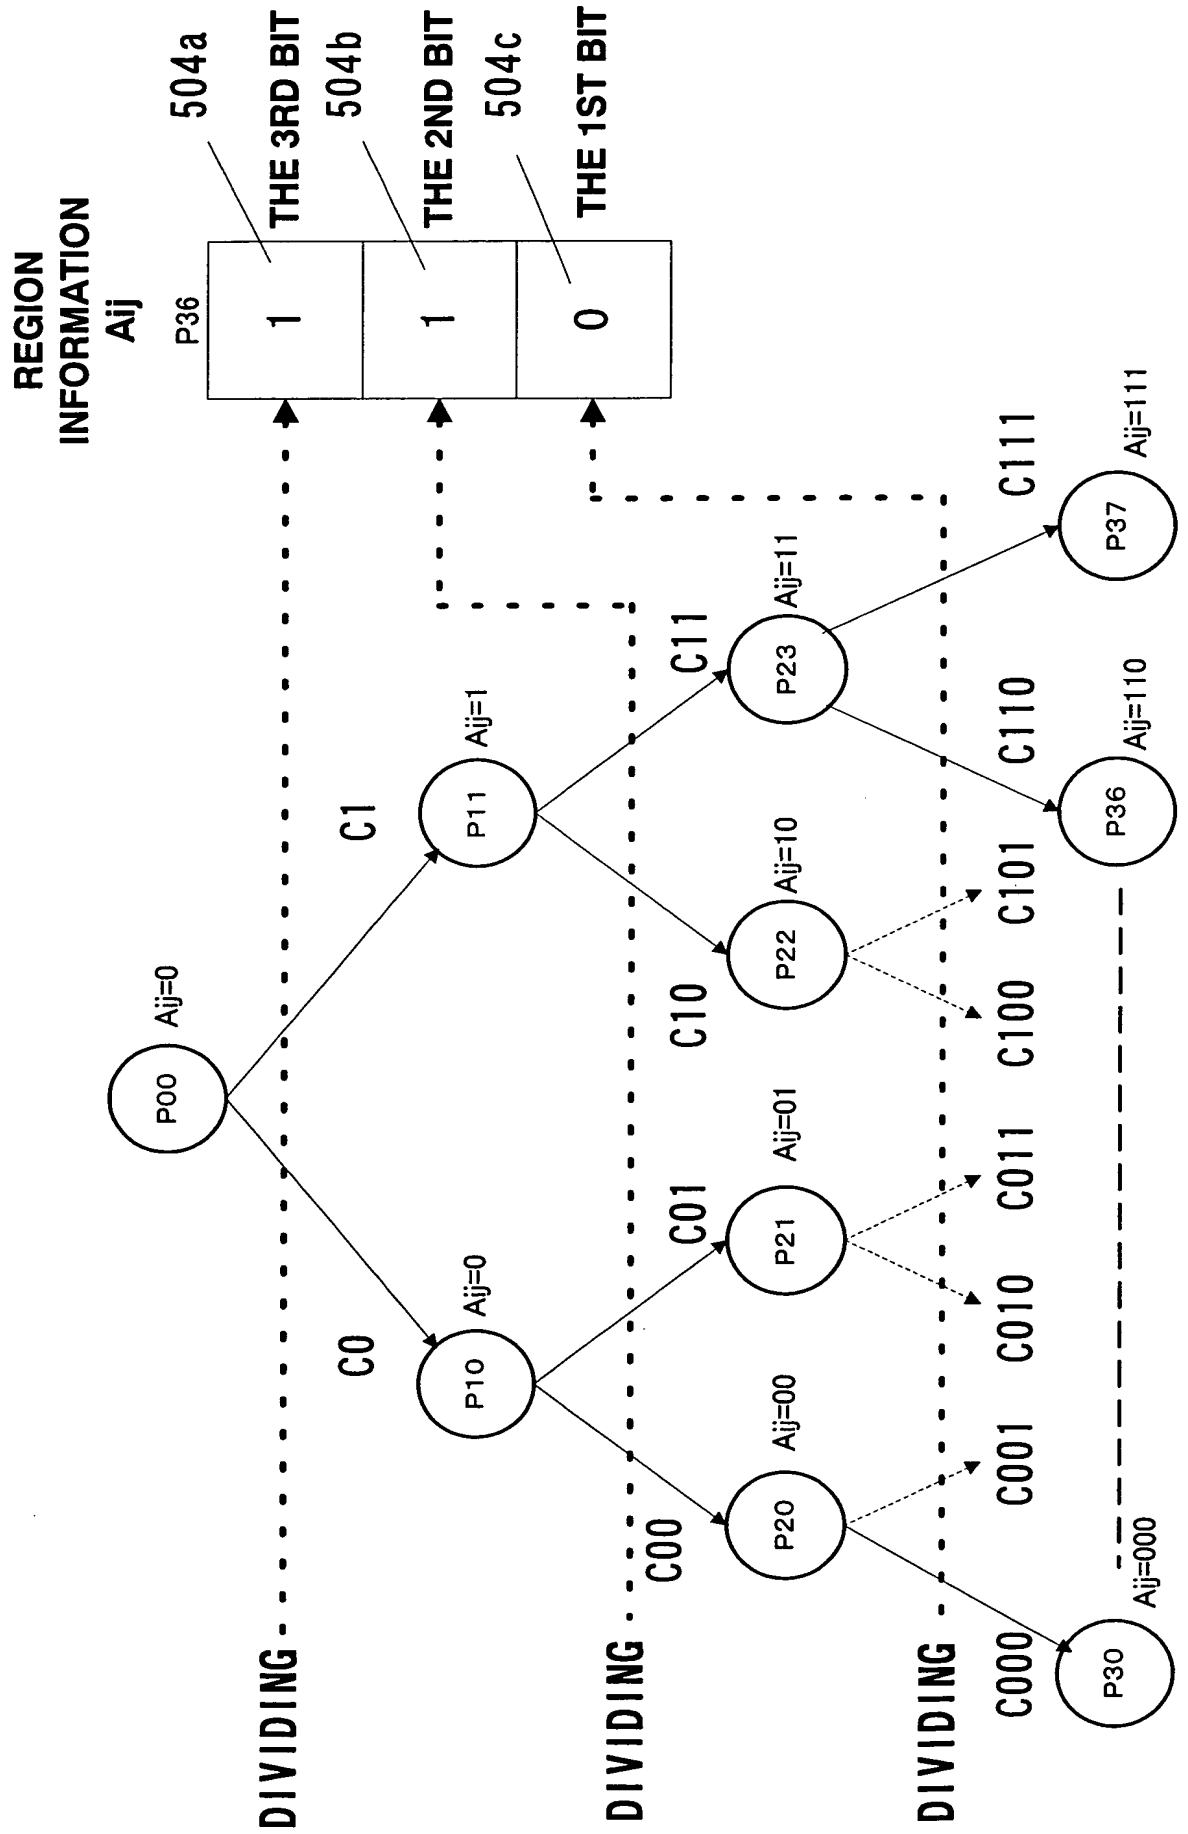 REGION
INFORMATION
Aij
P36
1
504a
THE 3RD BIT
1
504b
THE 2ND BIT
0
504c
THE 1ST BIT
DIVIDING
P00
Aij=0
C0
C1
P10
Aij=0
P11
Aij=1
DIVIDING
C00
C01
C10
C11
P20
Aij=00
P21
Aij=01
P22
Aij=10
P23
Aij=11
DIVIDING
C000
C001
C010
C011
C100
C101
C110
C111
P30
Aij=000
P36
Aij=110
P37
Aij=111